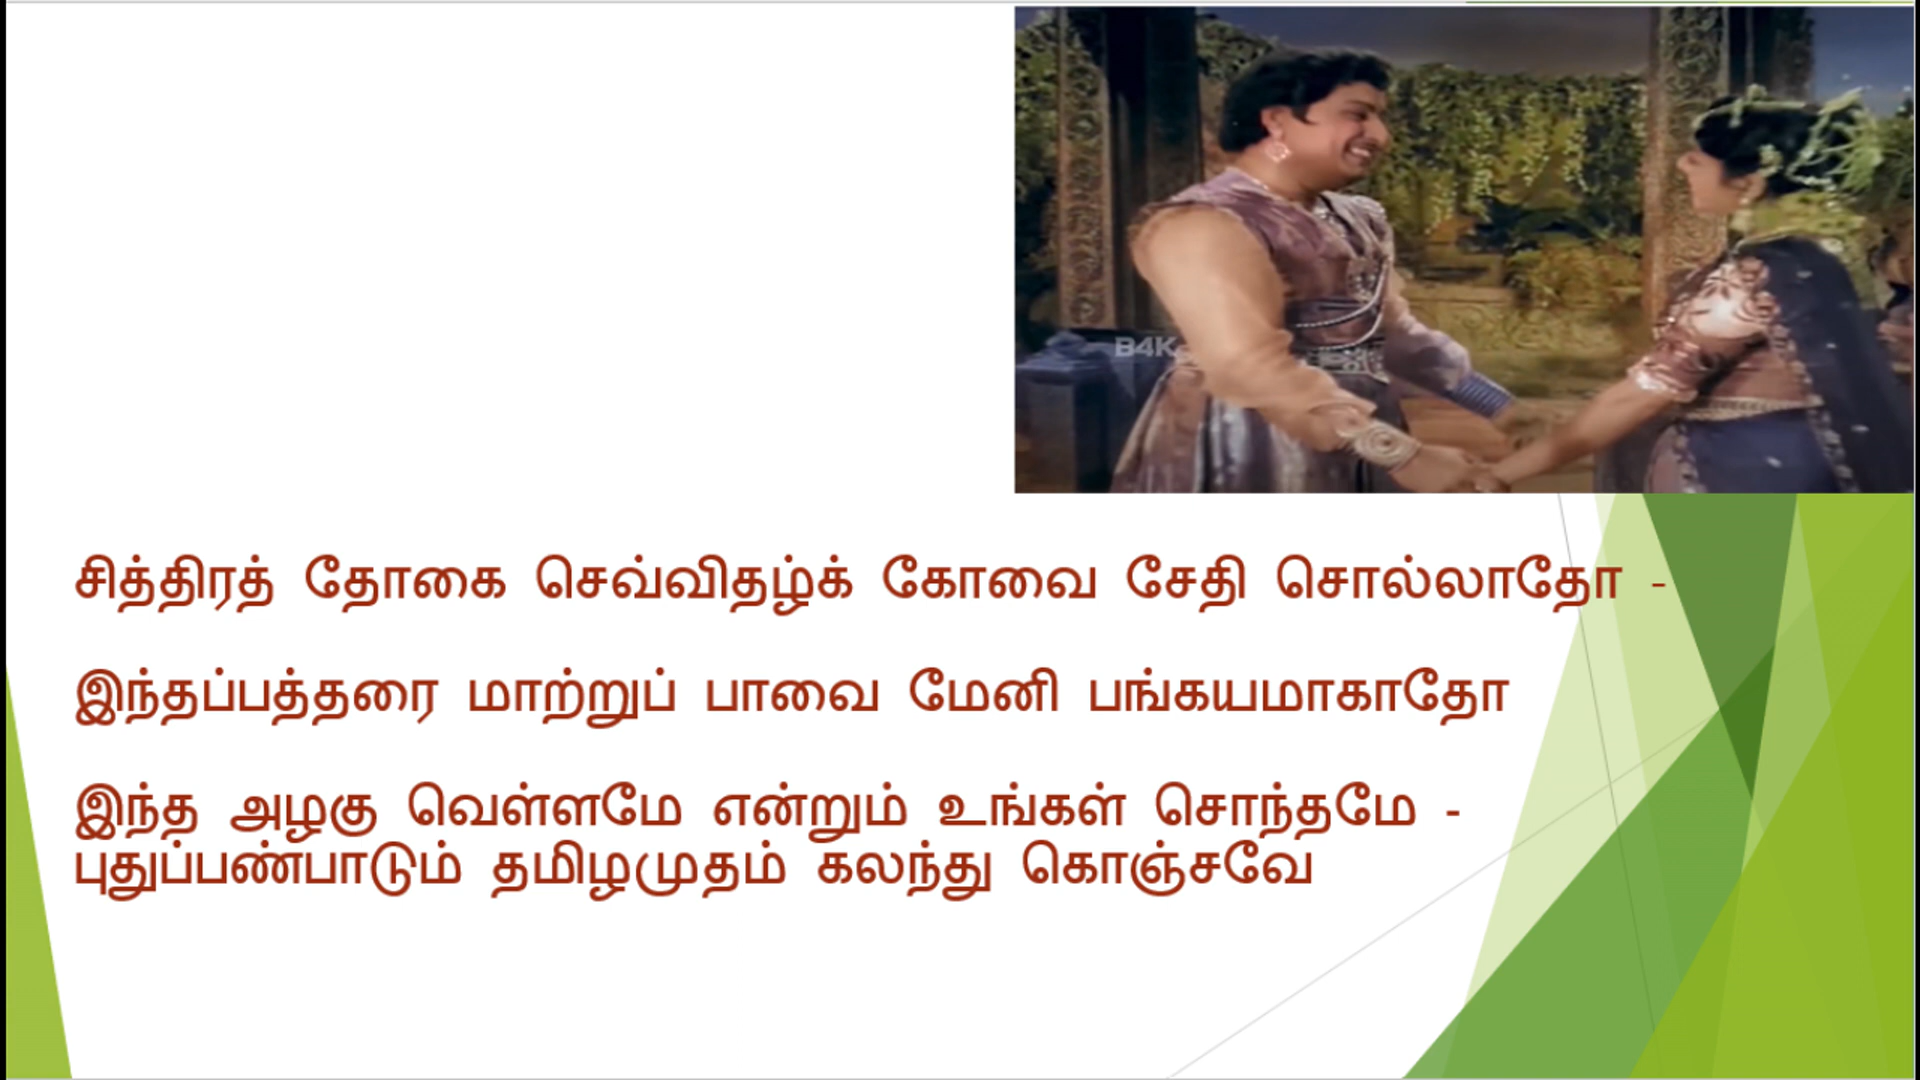 B4K
சித்திரத் தோகை செவ்விதழ்க் கோவை சேதி சொல்லாதோ -
இந்தப்பத்தரை மாற்றுப் பாவை மேனி பங்கயமாகாதோ
இந்த அழகு வெள்ளமே என்றும் உங்கள் சொந்தமே -
புதுப்பண்பாடும் தமிழமுதம் கலந்து கொஞ்சவே